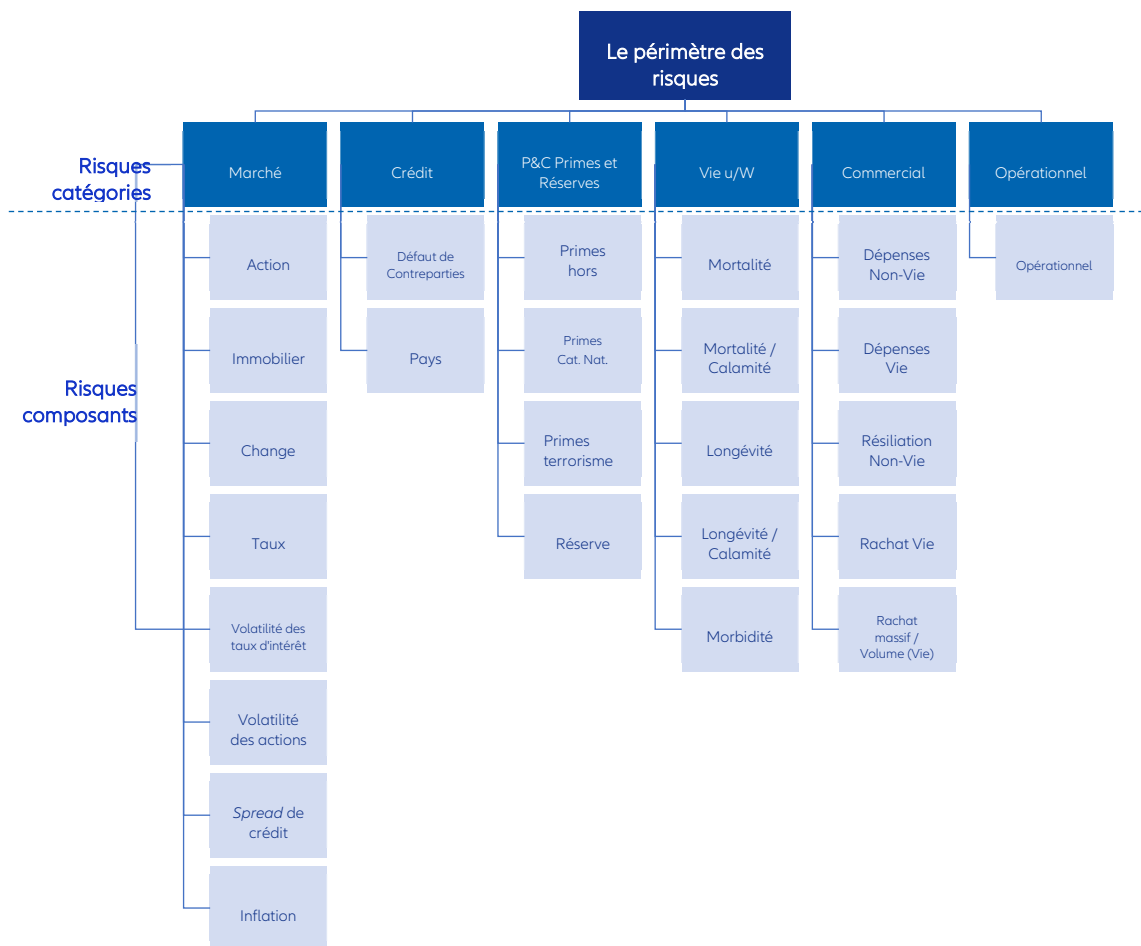 Le périmètre des
risques
Risques
catégories
Marché
Crédit
P&C Primes et
Réserves
Vie u/W
Commercial
Opérationnel
Risques
composants
Action
Immobilier
Change
Taux
Volatilité des
taux d'intérêt
Volatilité
des actions
Spread de
crédit
Inflation
Défaut de
Contreparties
Pays
Primes
hors
Primes
Cat. Nat.
Primes
terrorisme
Réserve
Mortalité
Mortalité /
Calamité
Longévité
Longévité /
Calamité
Morbidité
Dépenses
Non-Vie
Dépenses
Vie
Résiliation
Non-Vie
Rachat Vie
Rachat
massif /
Volume (Vie)
Opérationnel